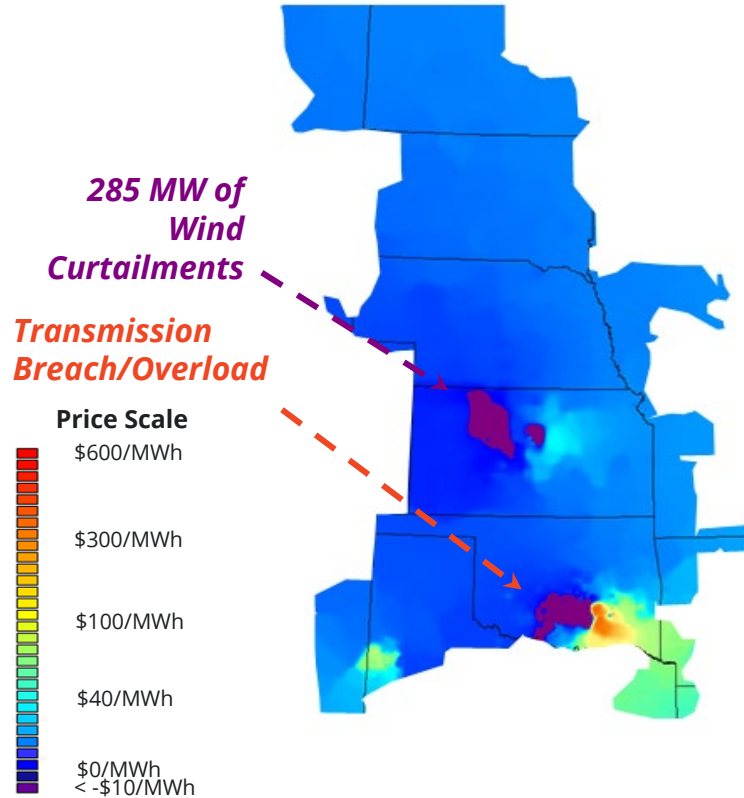 285 MW of
Wind
Curtailments
Transmission
Breach/Overload
Price Scale
$600/MWh
$300/MWh
$100/MWh
$40/MWh
$0/MWh
< -$10/MWh